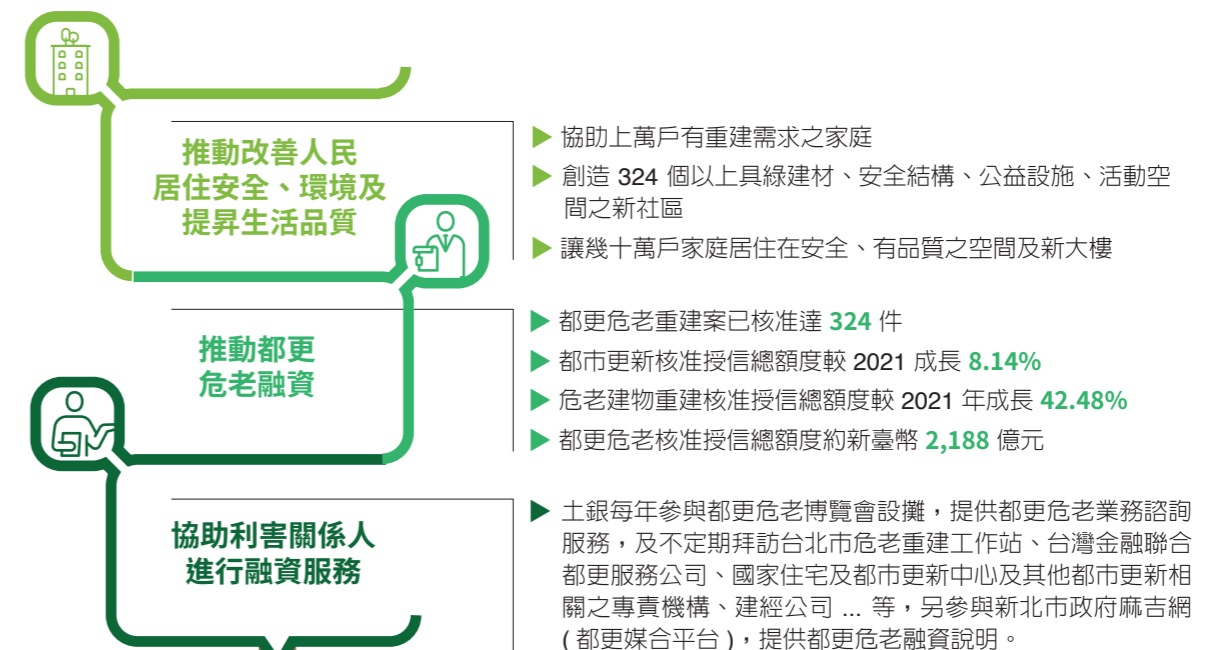 推動改善人民
居住安全、環境及
提昇生活品質
▶ 協助上萬戶有重建需求之家庭
▶ 創造 324 個以上具綠建材、安全結構、公益設施、活動空
間之新社區
▶ 讓幾十萬戶家庭居住在安全、有品質之空間及新大樓
推動都更
危老融資
▶ 都更危老重建案已核准達 324 件
▶ 都市更新核准授信總額度較 2021 成長 8.14%
▶ 危老建物重建核准授信總額度較 2021 年成長 42.48%
▶ 都更危老核准授信總額度約新臺幣 2,188 億元
協助利害關係人
進行融資服務
▶ 土銀每年參與都更危老博覽會設攤，提供都更危老業務諮詢
服務，及不定期拜訪台北市危老重建工作站、台灣金融聯合
都更服務公司、國家住宅及都市更新中心及其他都市更新相
關之專責機構、建經公司 ... 等，另參與新北市政府麻吉網
( 都更媒合平台 )，提供都更危老融資說明。